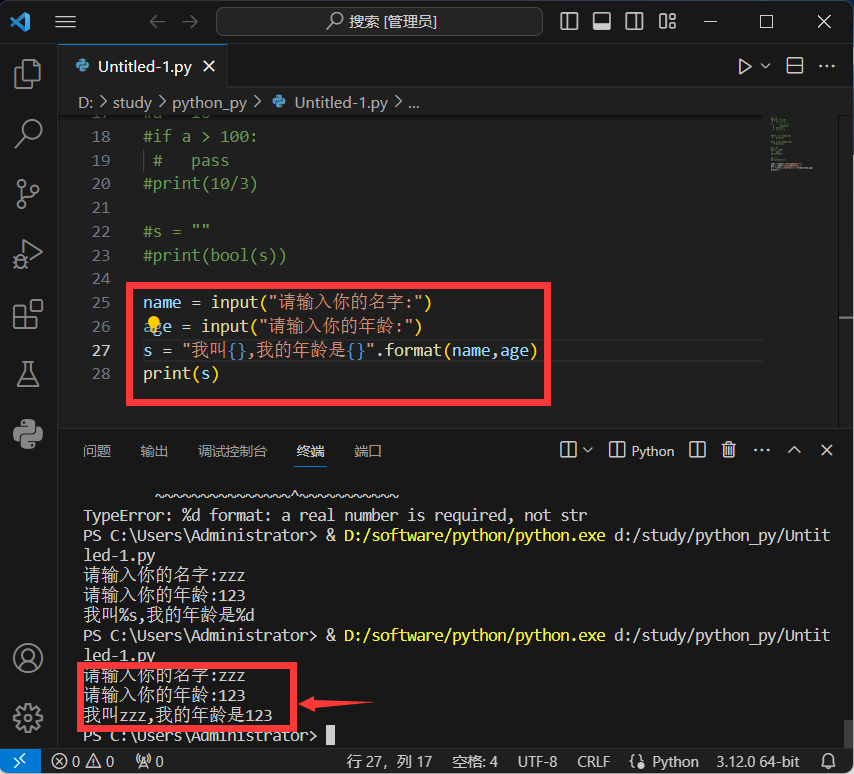 搜索 [管理员]
Untitled-1.py
D: > study > python_py > Untitled-1.py > ...
18 #if a > 100:
19 #   pass
20 #print(10/3)
21
22 #s = ""
23 #print(bool(s))
24
25 name = input("请输入你的名字:")
26 age = input("请输入你的年龄:")
27 s = "我叫{},我的年龄是{}".format(name,age)
28 print(s)
问题 输出 调试控制台 终端 端口 Python
~~~~~~~~~~~~~~~^~~~~~~~~~~~
TypeError: %d format: a real number is required, not str
PS C:\Users\Administrator> & D:/software/python/python.exe d:/study/python_py/Untit
led-1.py
请输入你的名字:zzz
请输入你的年龄:123
我叫%s,我的年龄是%d
PS C:\Users\Administrator> & D:/software/python/python.exe d:/study/python_py/Untit
led-1.py
请输入你的名字:zzz
请输入你的年龄:123
我叫zzz,我的年龄是123
PS C:\Users\Administrator>
0 0 0 行 27，列 17 空格: 4 UTF-8 CRLF Python 3.12.0 64-bit